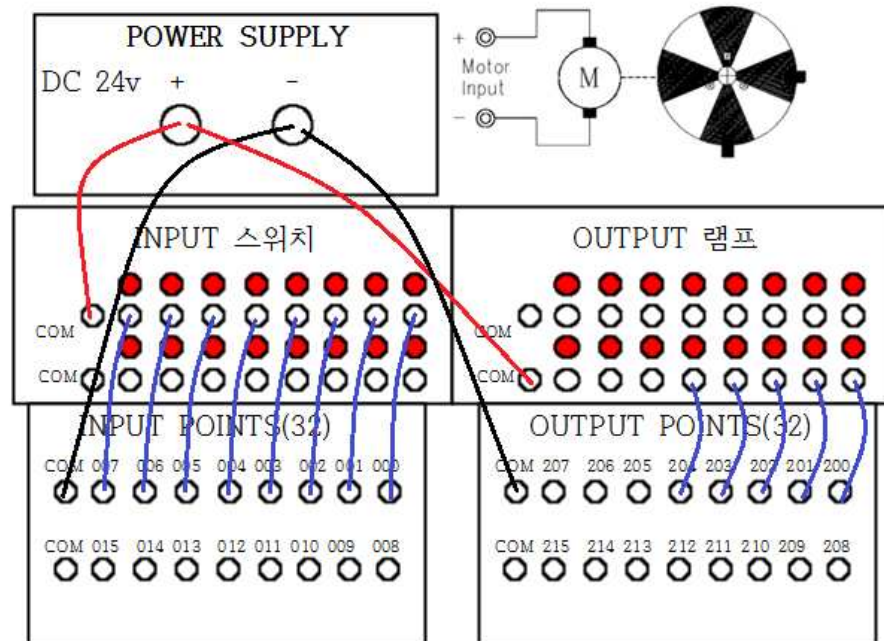 POWER SUPPLY
DC 24v + -
+
Motor
Input
-
M
INPUT 스위치
COM
COM
OUTPUT 램프
COM
COM
INPUT POINTS(32)
COM 007 006 005 004 003 002 001 000
COM 015 014 013 012 011 010 009 008
OUTPUT POINTS(32)
COM 207 206 205 204 203 202 201 200
COM 215 214 213 212 211 210 209 208